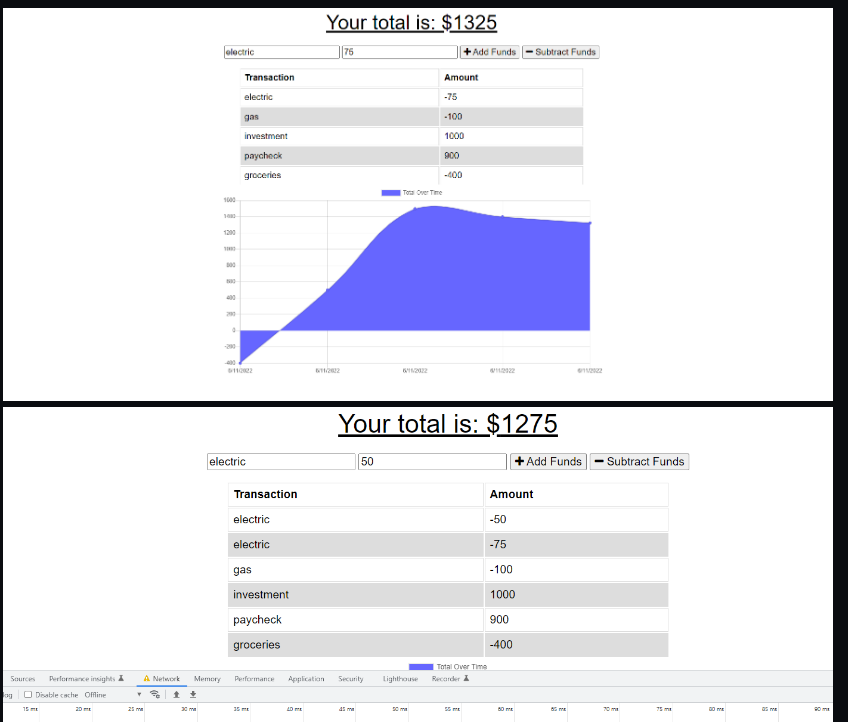 Your total is: $1325
electric 75 + Add Funds − Subtract Funds
Transaction Amount
electric -75
gas -100
investment 1000
paycheck 900
groceries -400
Total Over Time
1600
1400
1200
1000
800
600
400
200
0
-200
-400
6/11/2022 6/11/2022 6/11/2022 6/11/2022 6/11/2022
Your total is: $1275
electric 50 + Add Funds − Subtract Funds
Transaction Amount
electric -50
electric -75
gas -100
investment 1000
paycheck 900
groceries -400
Total Over Time
Sources Performance insights Network Memory Performance Application Security Lighthouse Recorder
log Disable cache Offline
15 ms 20 ms 25 ms 30 ms 35 ms 40 ms 45 ms 50 ms 55 ms 60 ms 65 ms 70 ms 75 ms 80 ms 85 ms 90 ms